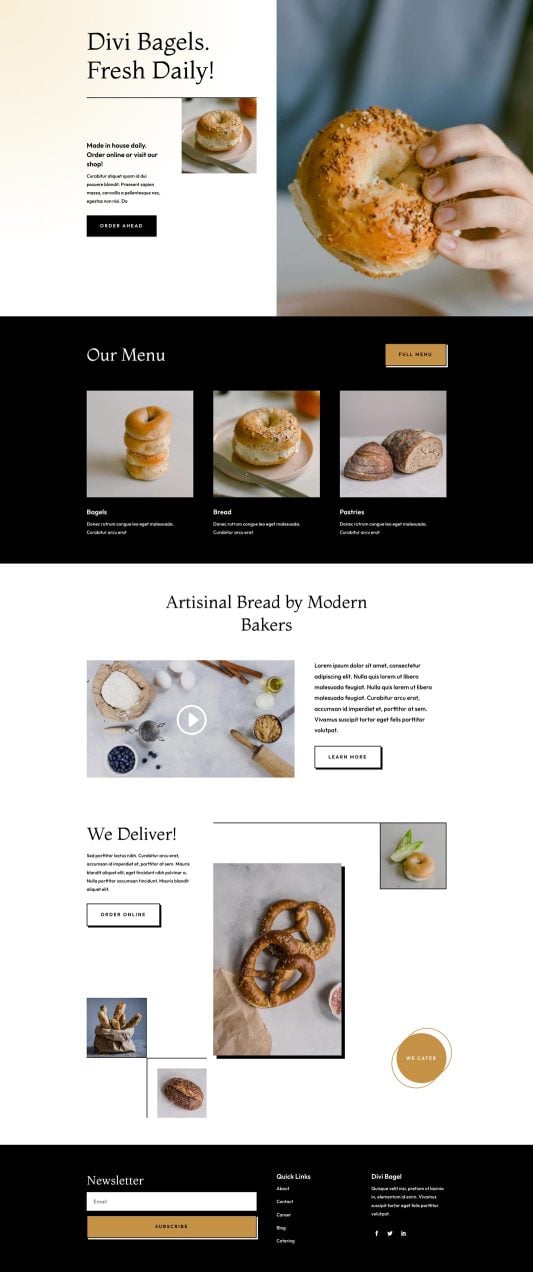 Divi Bagels.
Fresh Daily!
Made in house daily.
Order online or visit our
shop!
Curabitur aliquet quam id dui
posuere blandit. Praesent sapien
massa, convallis a pellentesque nec,
egestas non nisi. Do
ORDER AHEAD
Our Menu
FULL MENU
Bagels
Donec rutrum congue leo eget malesuada.
Curabitur arcu erat
Bread
Donec rutrum congue leo eget malesuada.
Curabitur arcu erat
Pastries
Donec rutrum congue leo eget malesuada.
Curabitur arcu erat
Artisinal Bread by Modern
Bakers
Lorem ipsum dolor sit amet, consectetur
adipiscing elit. Nulla quis lorem ut libero
malesuada feugiat. Nulla quis lorem ut libero
malesuada feugiat. Curabitur arcu erat,
accumsan id imperdiet et, porttitor at sem.
Vivamus suscipit tortor eget felis porttitor
volutpat.
LEARN MORE
We Deliver!
Sed porttitor lectus nibh. Curabitur arcu erat,
accumsan id imperdiet et, porttitor at sem. Mauris
blandit aliquet elit, eget tincidunt nibh pulvinar a.
Nulla porttitor accumsan tincidunt. Mauris blandit
aliquet elit.
ORDER ONLINE
WE CATER
Newsletter
Email
SUBSCRIBE
Quick Links
About
Contact
Career
Blog
Catering
Divi Bagel
Quisque velit nisi, pretium ut lacinia
in, elementum id enim. Vivamus
suscipit tortor eget felis porttitor
volutpat.